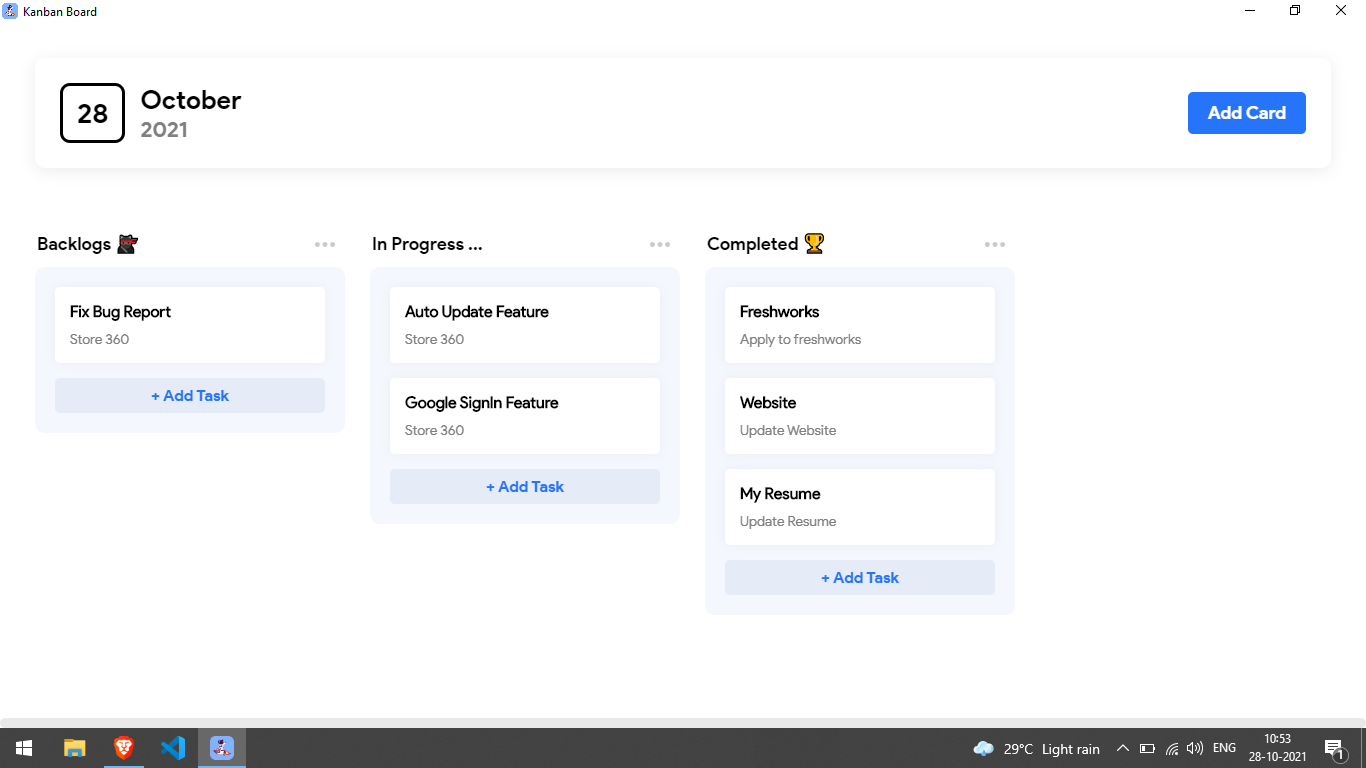 Kanban Board
28
October
2021
Add Card
Backlogs
Fix Bug Report
Store 360
+ Add Task
In Progress ...
Auto Update Feature
Store 360
Google SignIn Feature
Store 360
+ Add Task
Completed
Freshworks
Apply to freshworks
Website
Update Website
My Resume
Update Resume
+ Add Task
29°C Light rain
ENG
10:53
28-10-2021
1